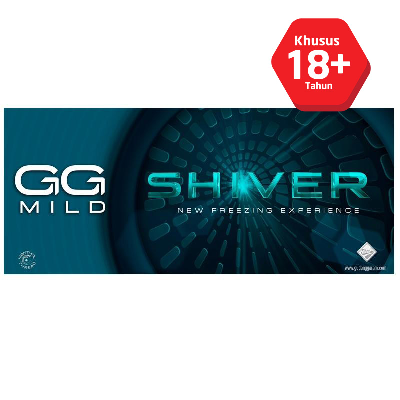 Khusus
18+
Tahun
GG
MILD
SHIVER
NEW FREEZING EXPERIENCE